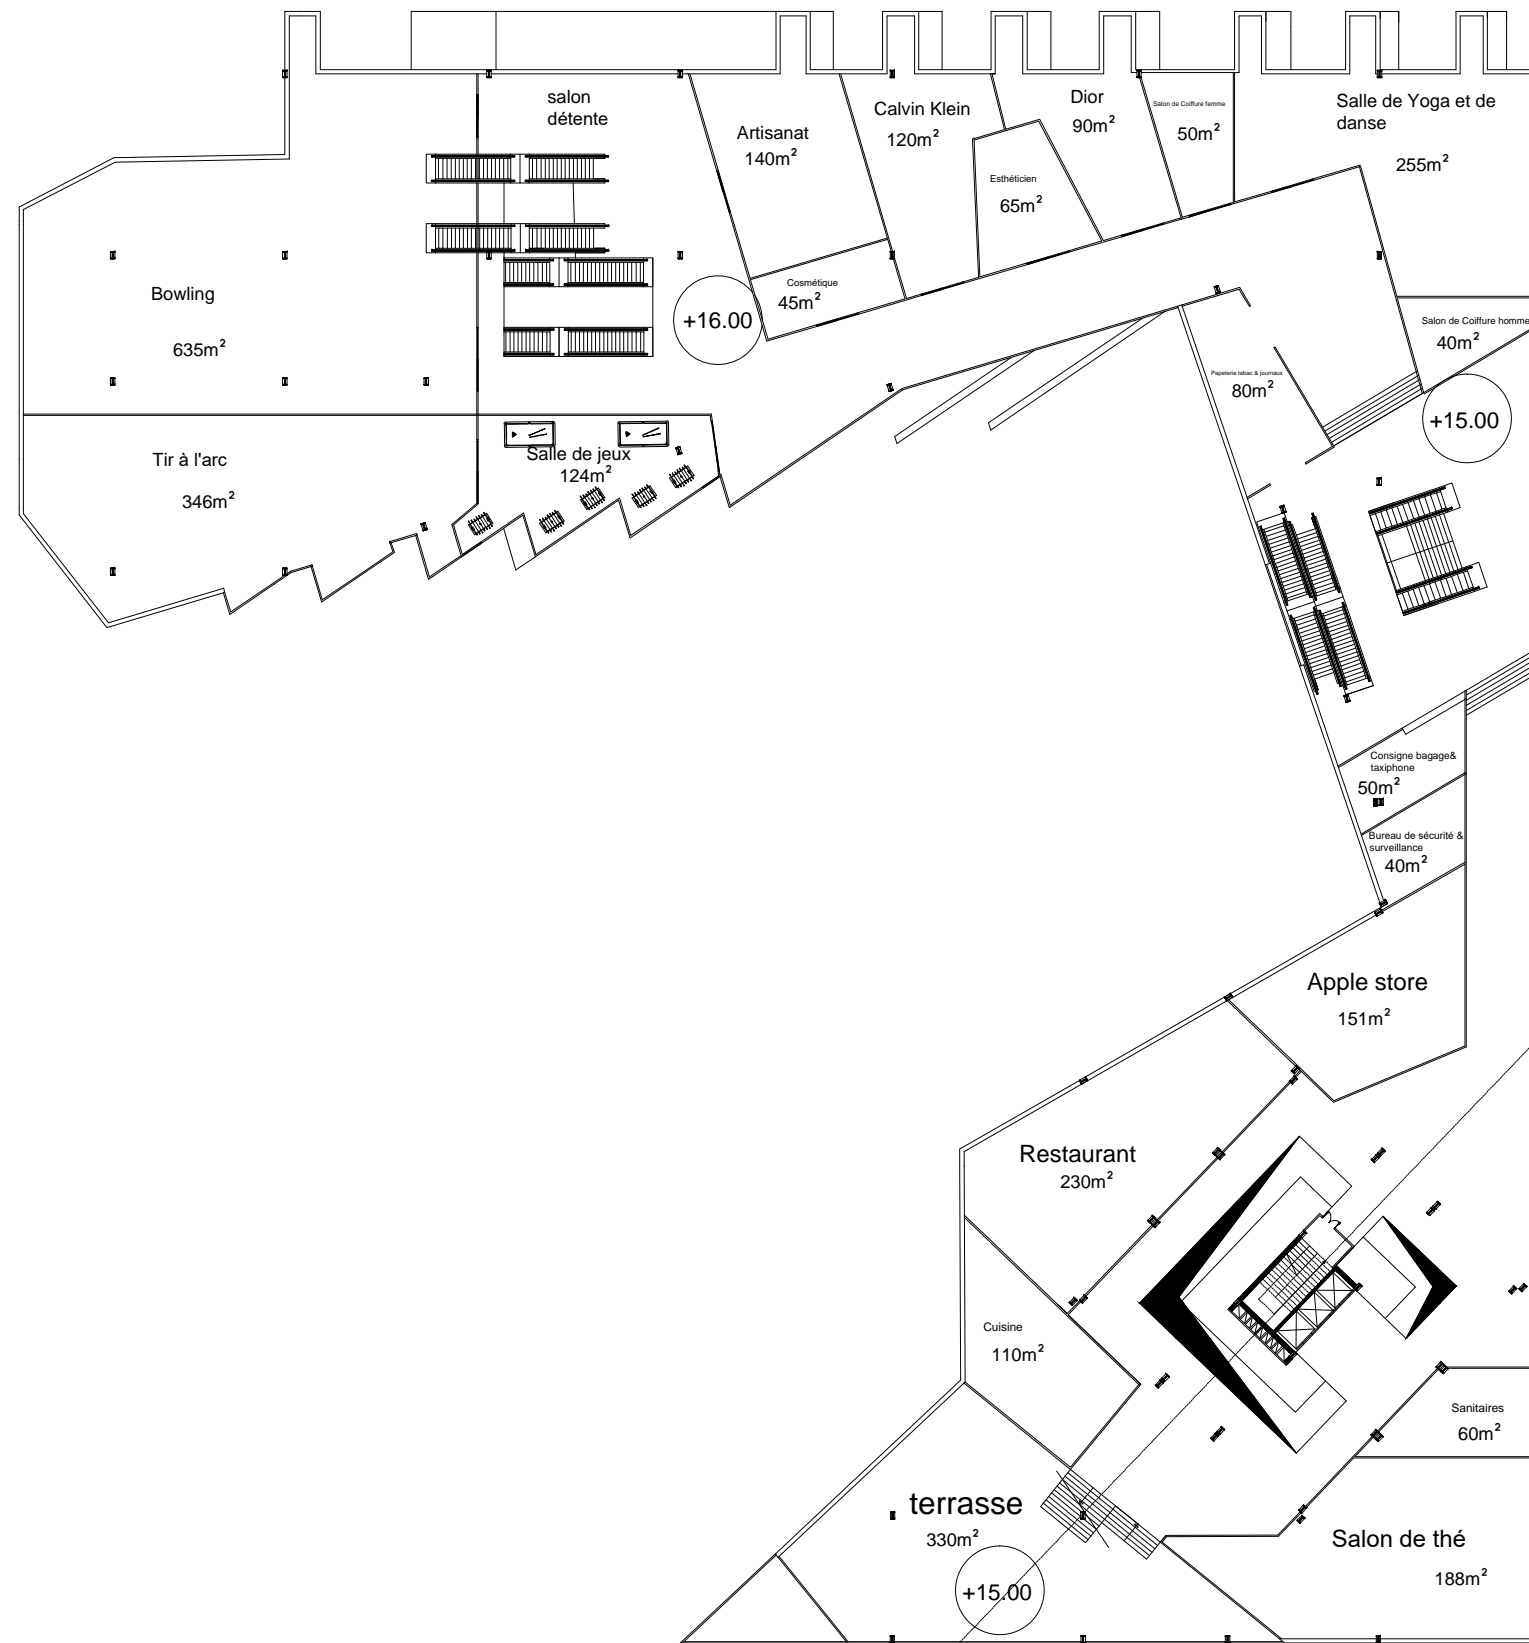 salon
détente
Artisanat
140m²
Calvin Klein
120m²
Dior
90m²
Salon de Coiffure femme
50m²
Salle de Yoga et de
danse
255m²
Esthéticien
65m²
Bowling
635m²
Cosmétique
45m²
+16.00
Salon de Coiffure homme
40m²
Papeterie tabac & journaux
80m²
+15.00
Tir à l'arc
346m²
Salle de jeux
124m²
Consigne bagage&
taxiphone
50m²
Bureau de sécurité &
surveillance
40m²
Apple store
151m²
Restaurant
230m²
Cuisine
110m²
Sanitaires
60m²
terrasse
330m²
Salon de thé
188m²
+15.00